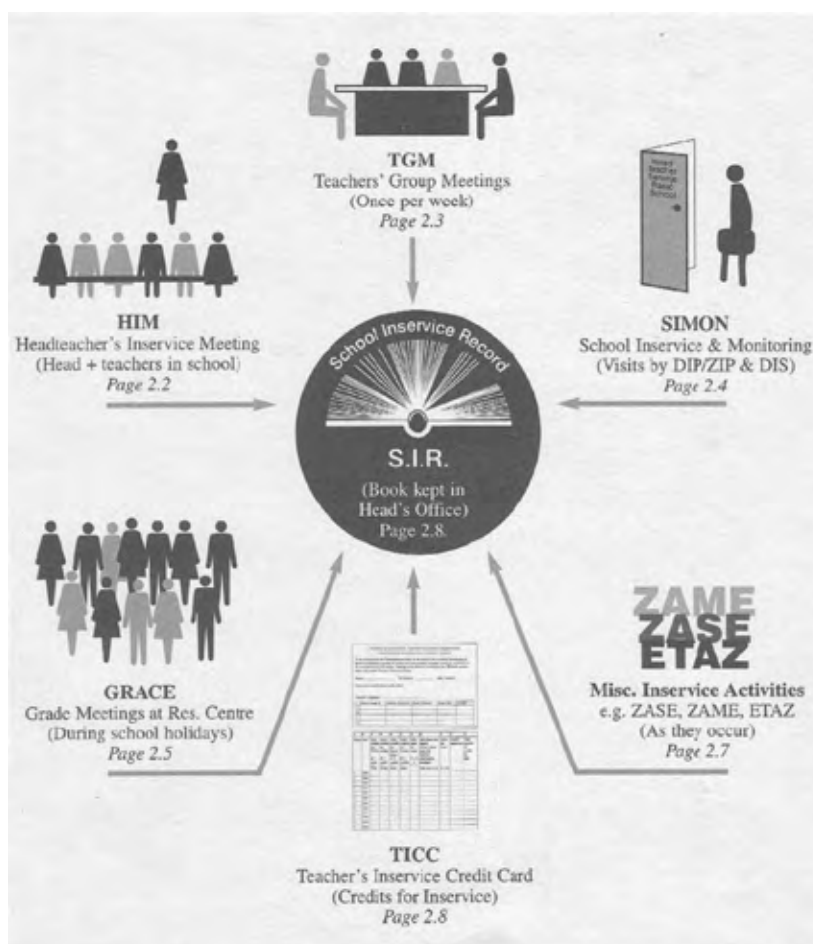 TGM
Teachers' Group Meetings
(Once per week)
Page 2.3
HIM
Headteacher's Inservice Meeting
(Head + teachers in school)
Page 2.2
SIMON
School Inservice & Monitoring
(Visits by DIP/ZIP & DIS)
Page 2.4
School Inservice Record
S.I.R.
(Book kept in
Head's Office)
Page 2.8.
GRACE
Grade Meetings at Res. Centre
(During school holidays)
Page 2.5
ZAME
ZASE
ETAZ
Misc. Inservice Activities
e.g. ZASE, ZAME, ETAZ
(As they occur)
Page 2.7
TICC
Teacher's Inservice Credit Card
(Credits for Inservice)
Page 2.8